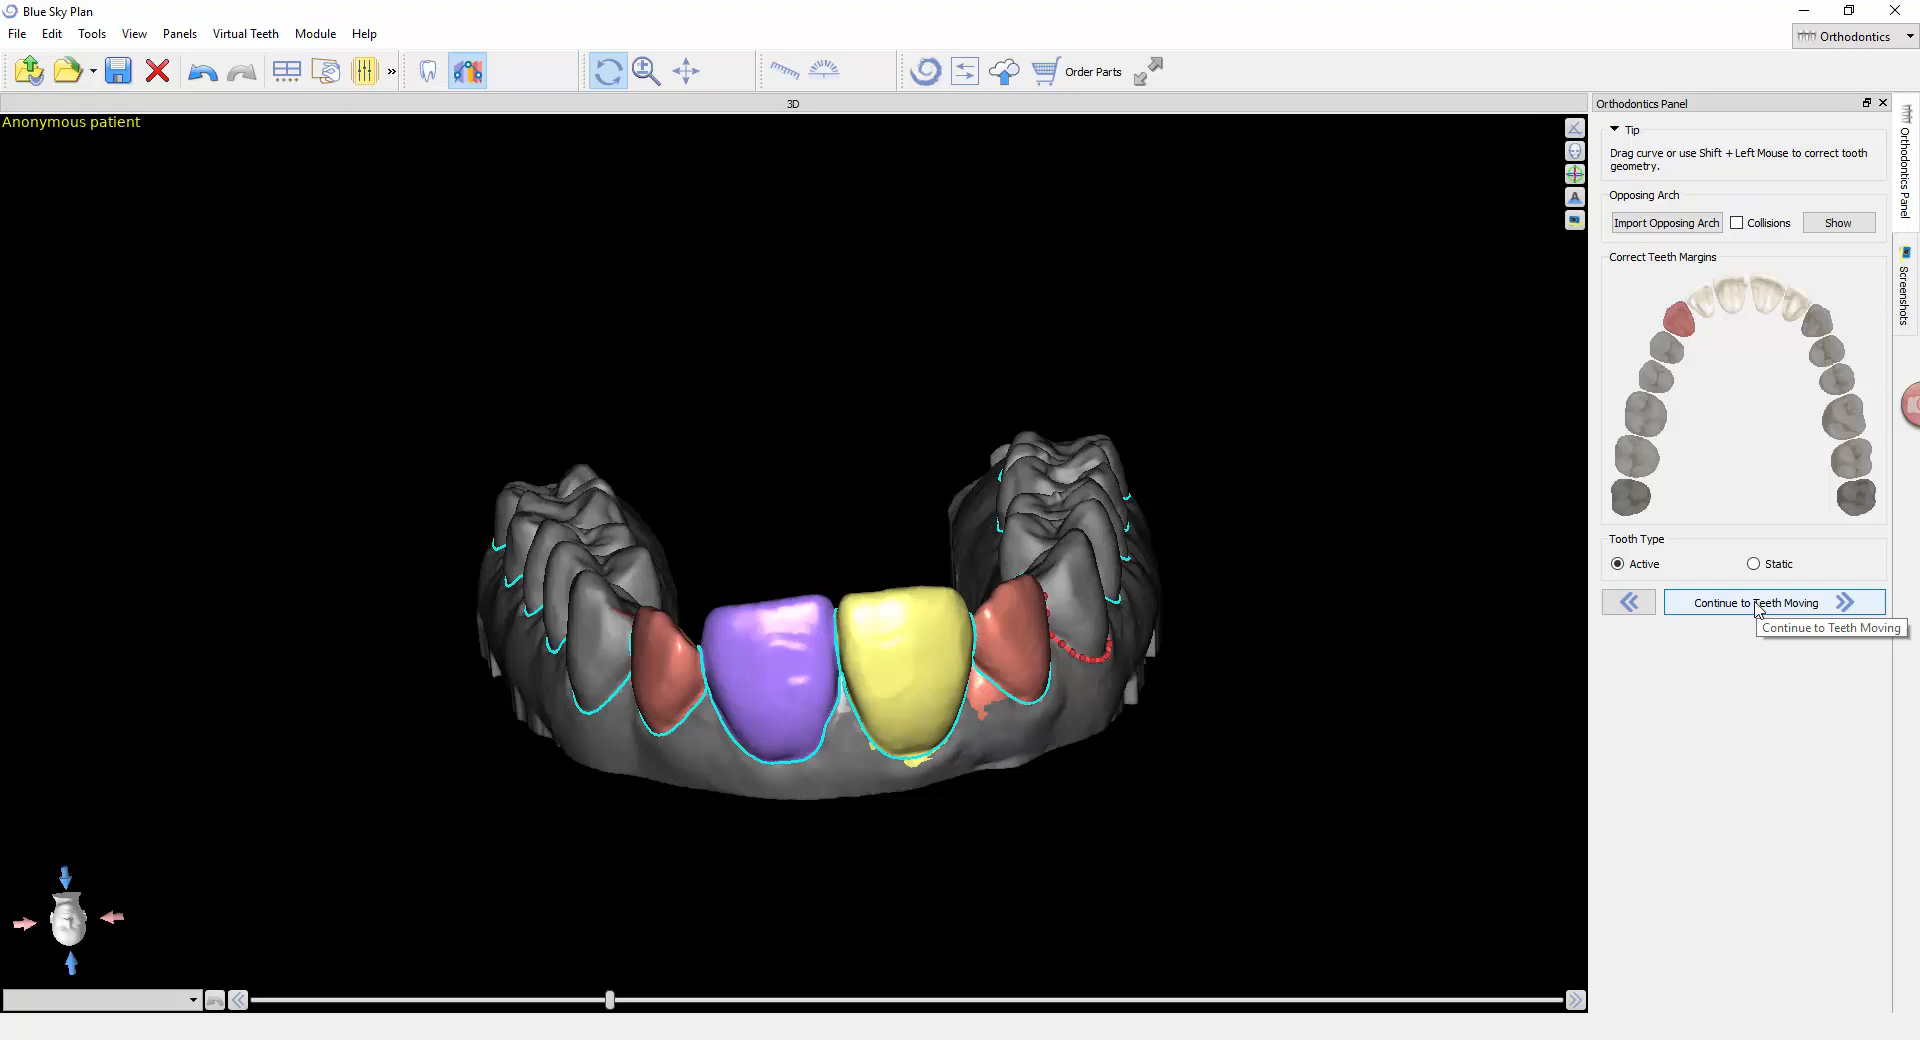 Blue Sky Plan
File Edit Tools View Panels Virtual Teeth Module Help
Orthodontics
»
Order Parts
3D
Orthodontics Panel
Anonymous patient
Tip
Drag curve or use Shift + Left Mouse to correct tooth
geometry.
Opposing Arch
Import Opposing Arch Collisions Show
Correct Teeth Margins
Tooth Type
Active Static
Continue to Teeth Moving
Continue to Teeth Moving
Orthodontics Panel
Screenshots